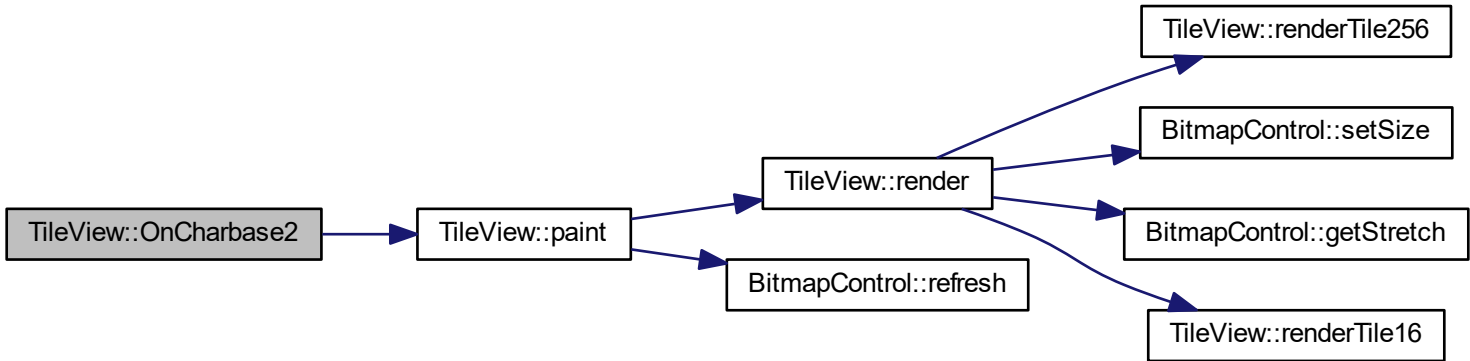 TileView::renderTile256
BitmapControl::setSize
TileView::render
TileView::OnCharbase2
TileView::paint
BitmapControl::getStretch
BitmapControl::refresh
TileView::renderTile16